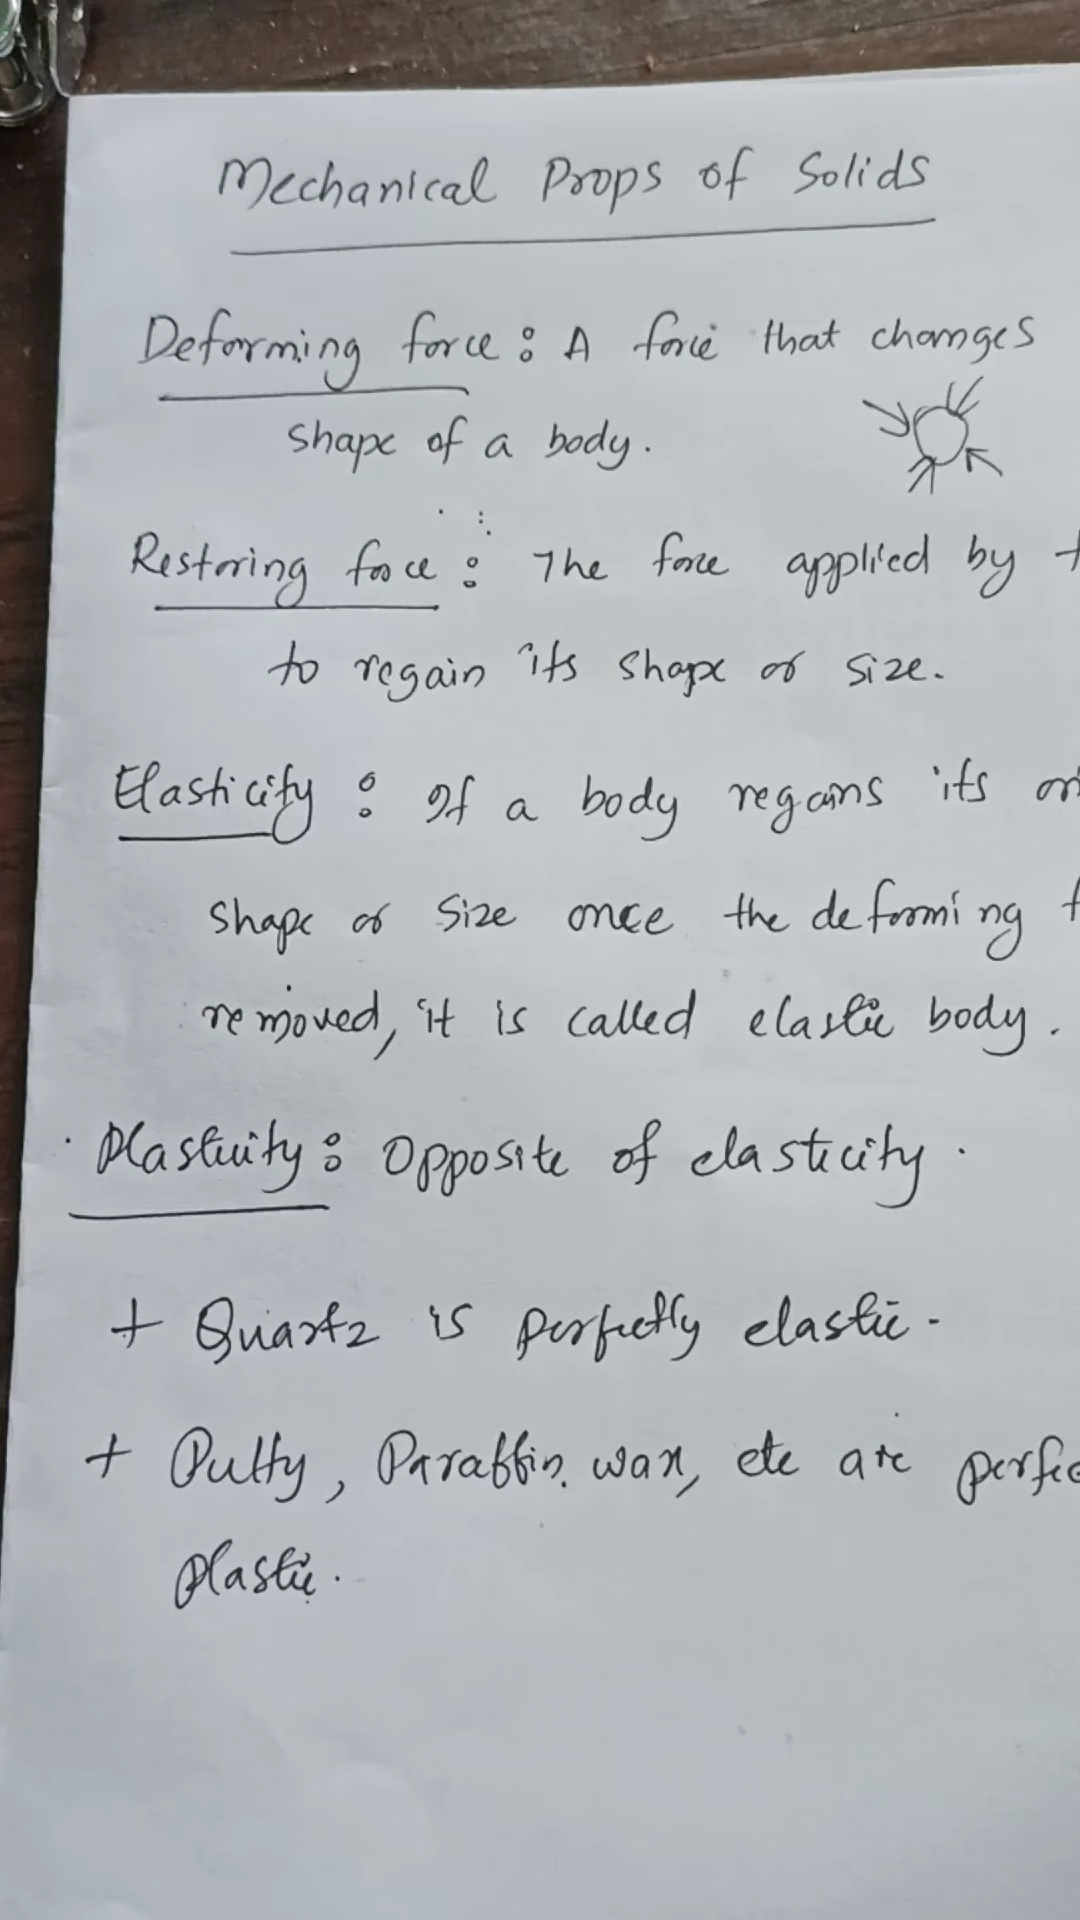 Mechanical Props of Solids
Deforming force : A force that changes
shape of a body.
Restoring force : The force applied by
to regain its shape or size.
Elasticity : If a body regains its
shape or size once the deforming
removed, it is called elastic body.
Plasticity : Opposite of elasticity.
+ Quartz is perfectly elastic.
+ Putty, Paraffin wax, etc are
plastic.